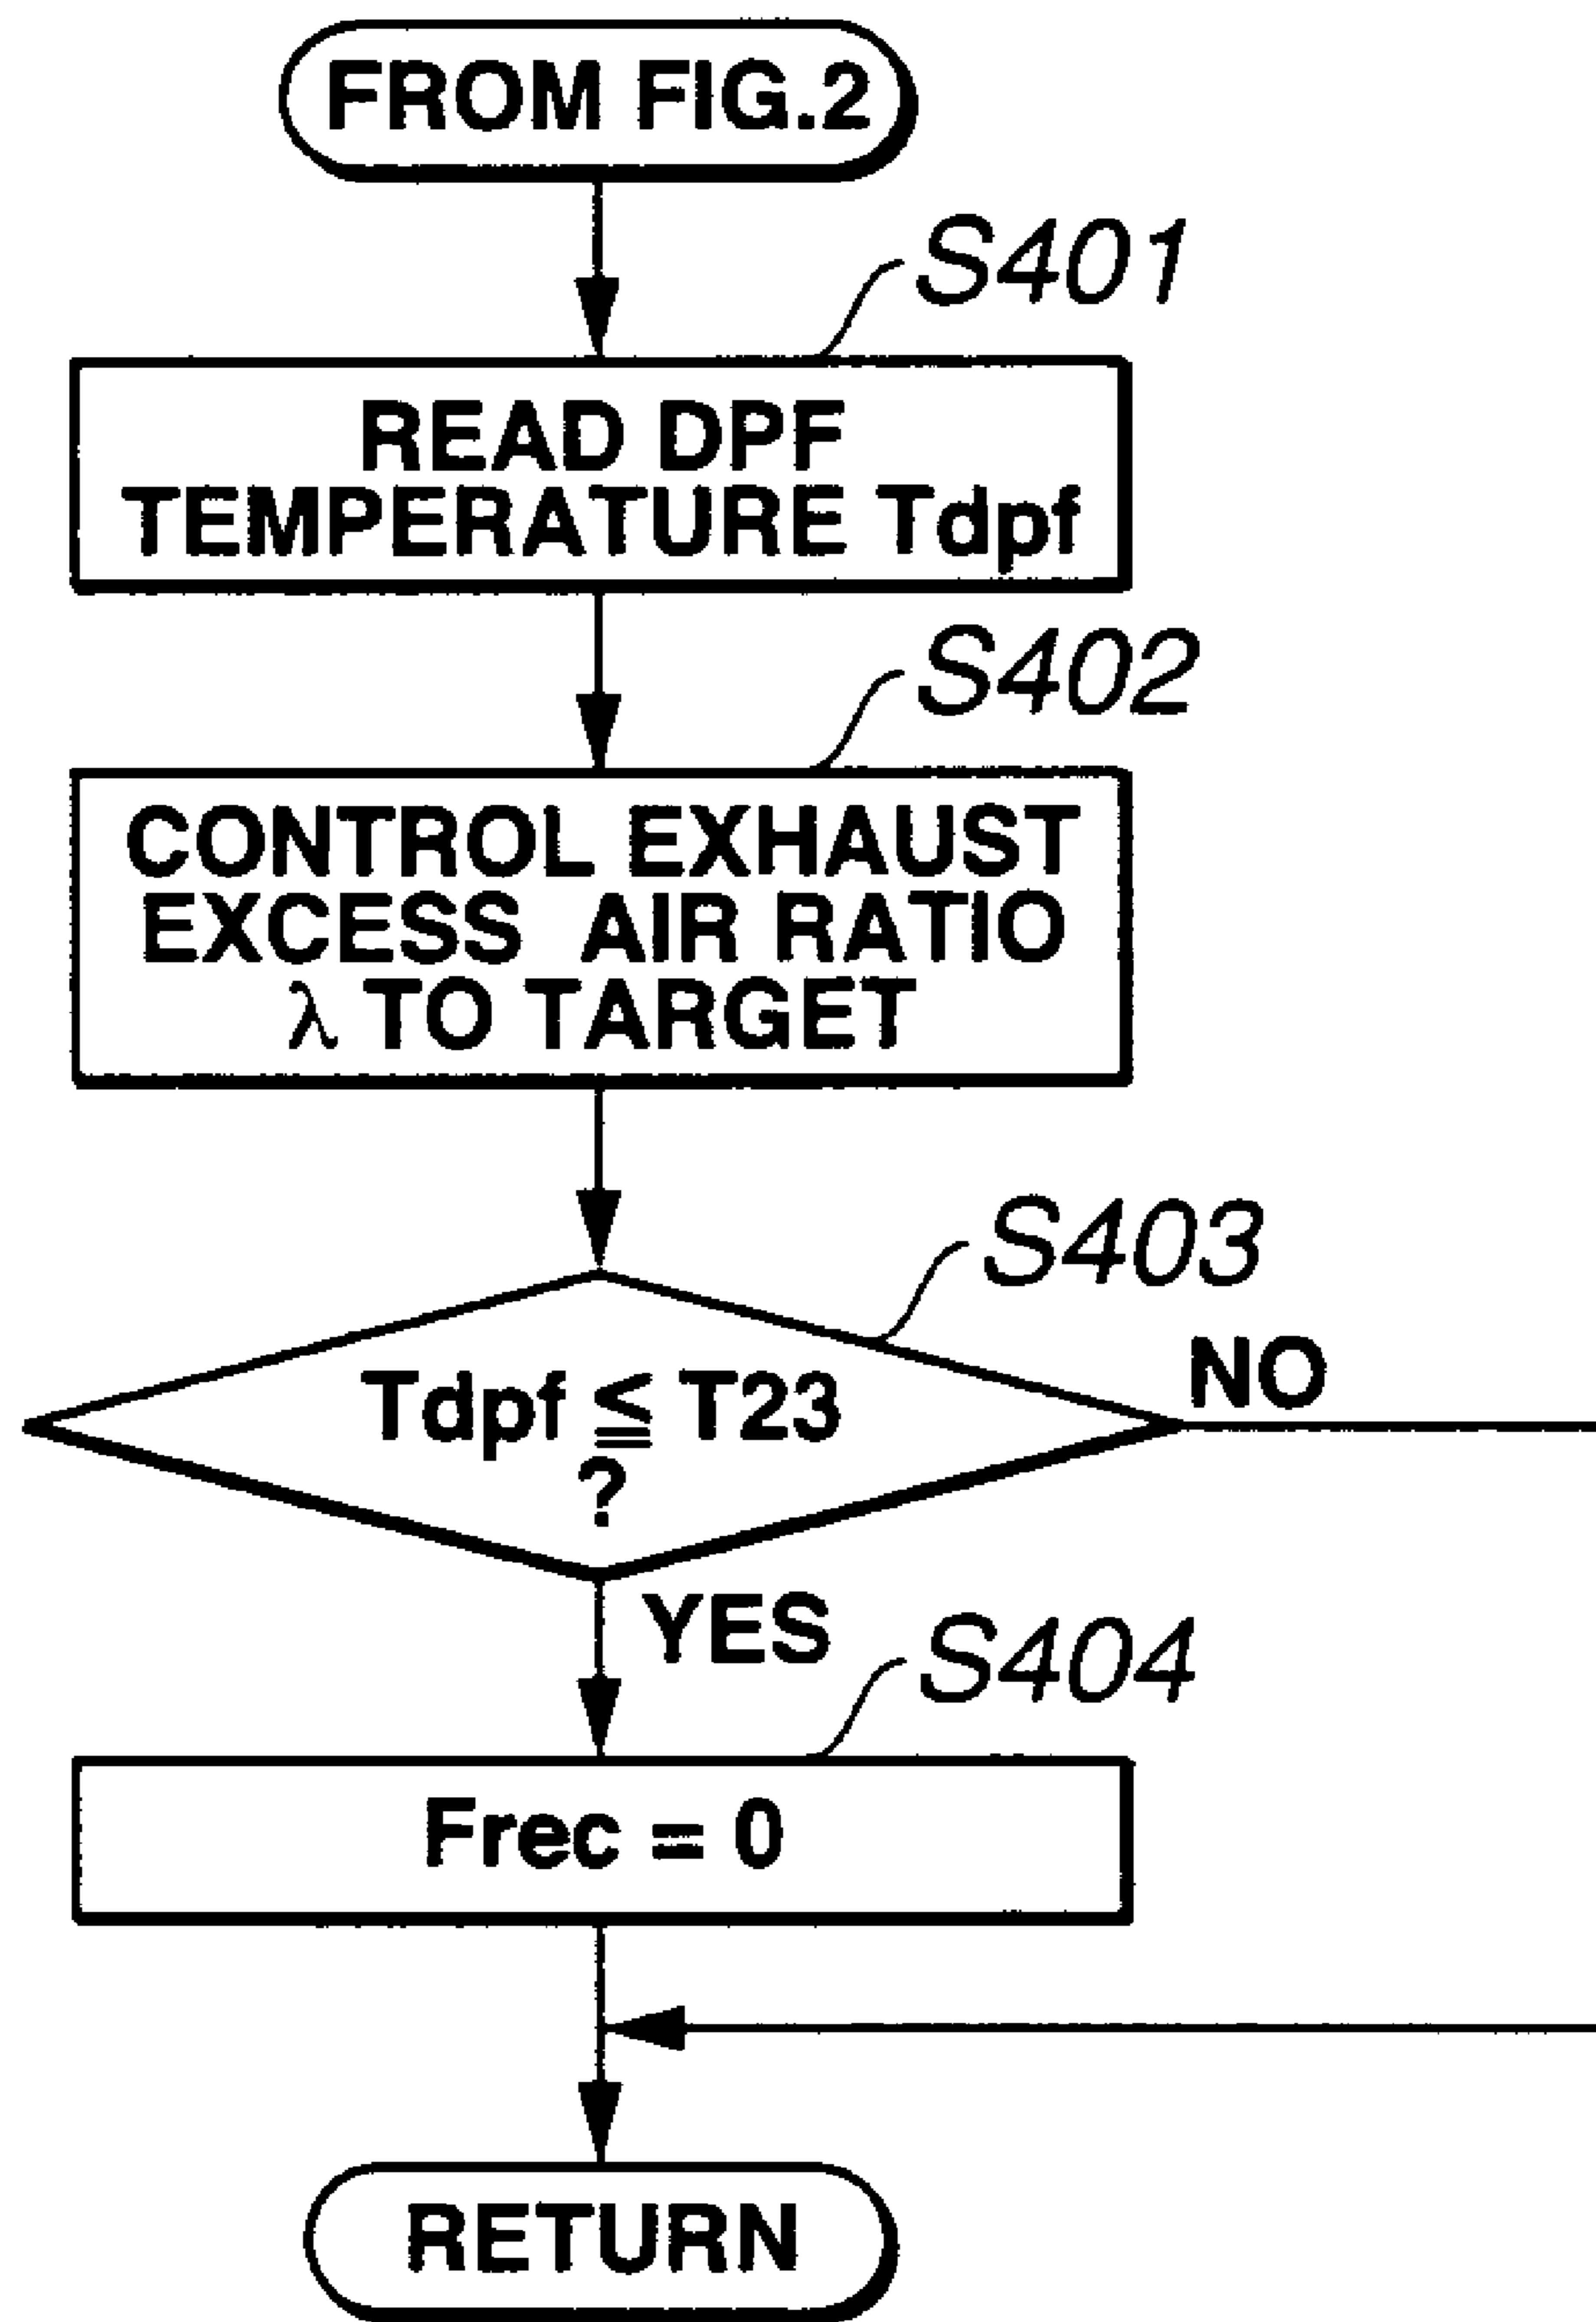 FROM FIG.2
S401
READ DPF
TEMPERATURE Tdpf
S402
CONTROL EXHAUST
EXCESS AIR RATIO
λ TO TARGET
S403
Tdpf ≦ T23
?
NO
YES
S404
Frec = 0
RETURN